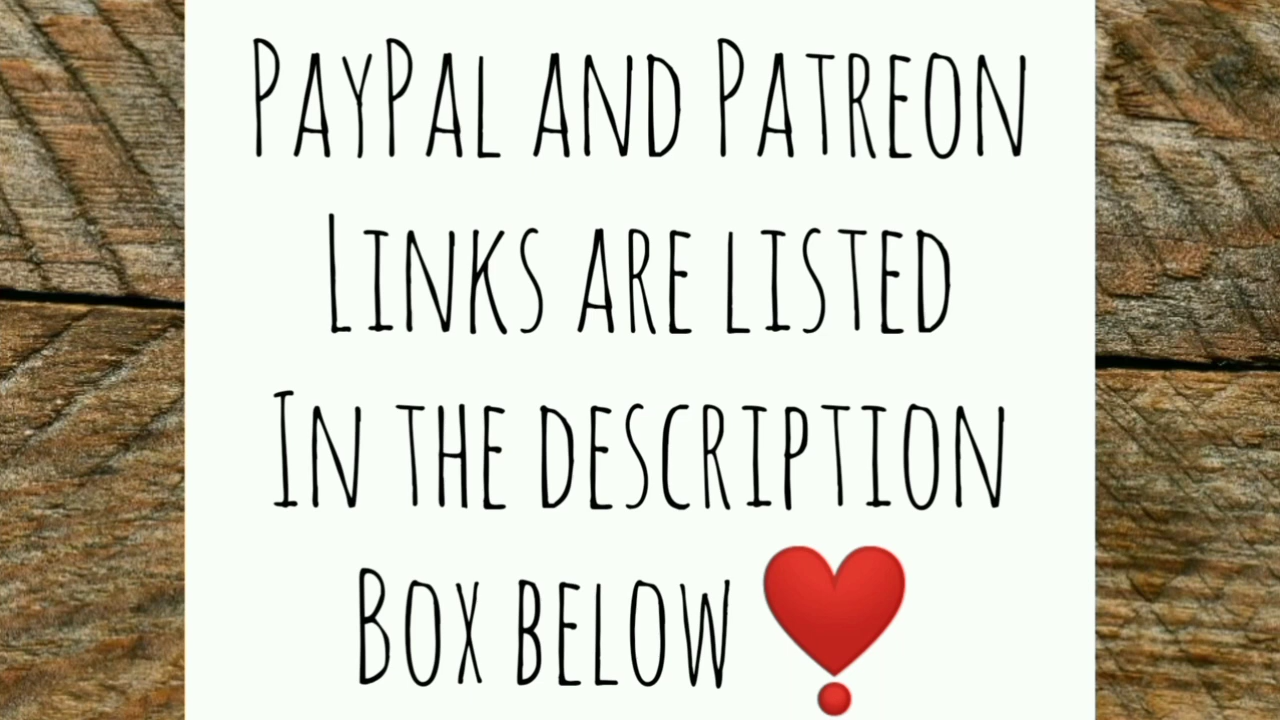 PayPal and Patreon
Links are listed
In the description
Box below ❣